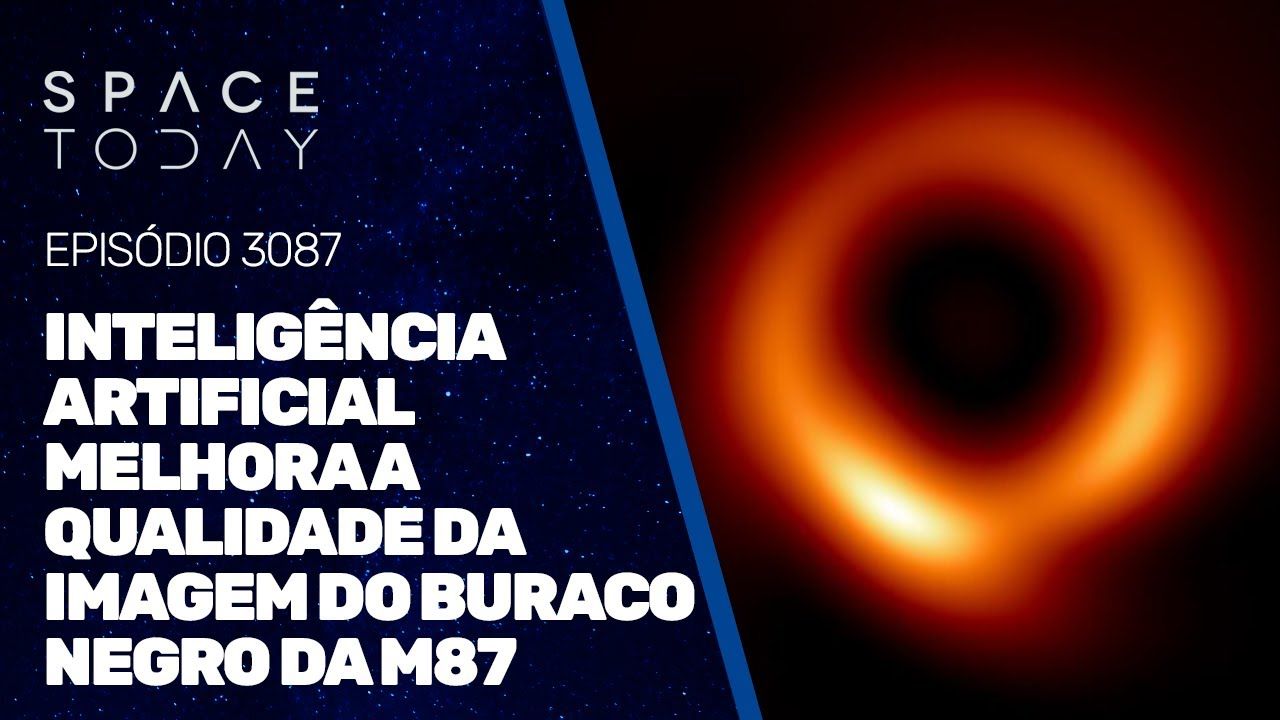 SPACE
TODAY
EPISÓDIO 3087
INTELIGÊNCIA
ARTIFICIAL
MELHORA A
QUALIDADE DA
IMAGEM DO BURACO
NEGRO DA M87